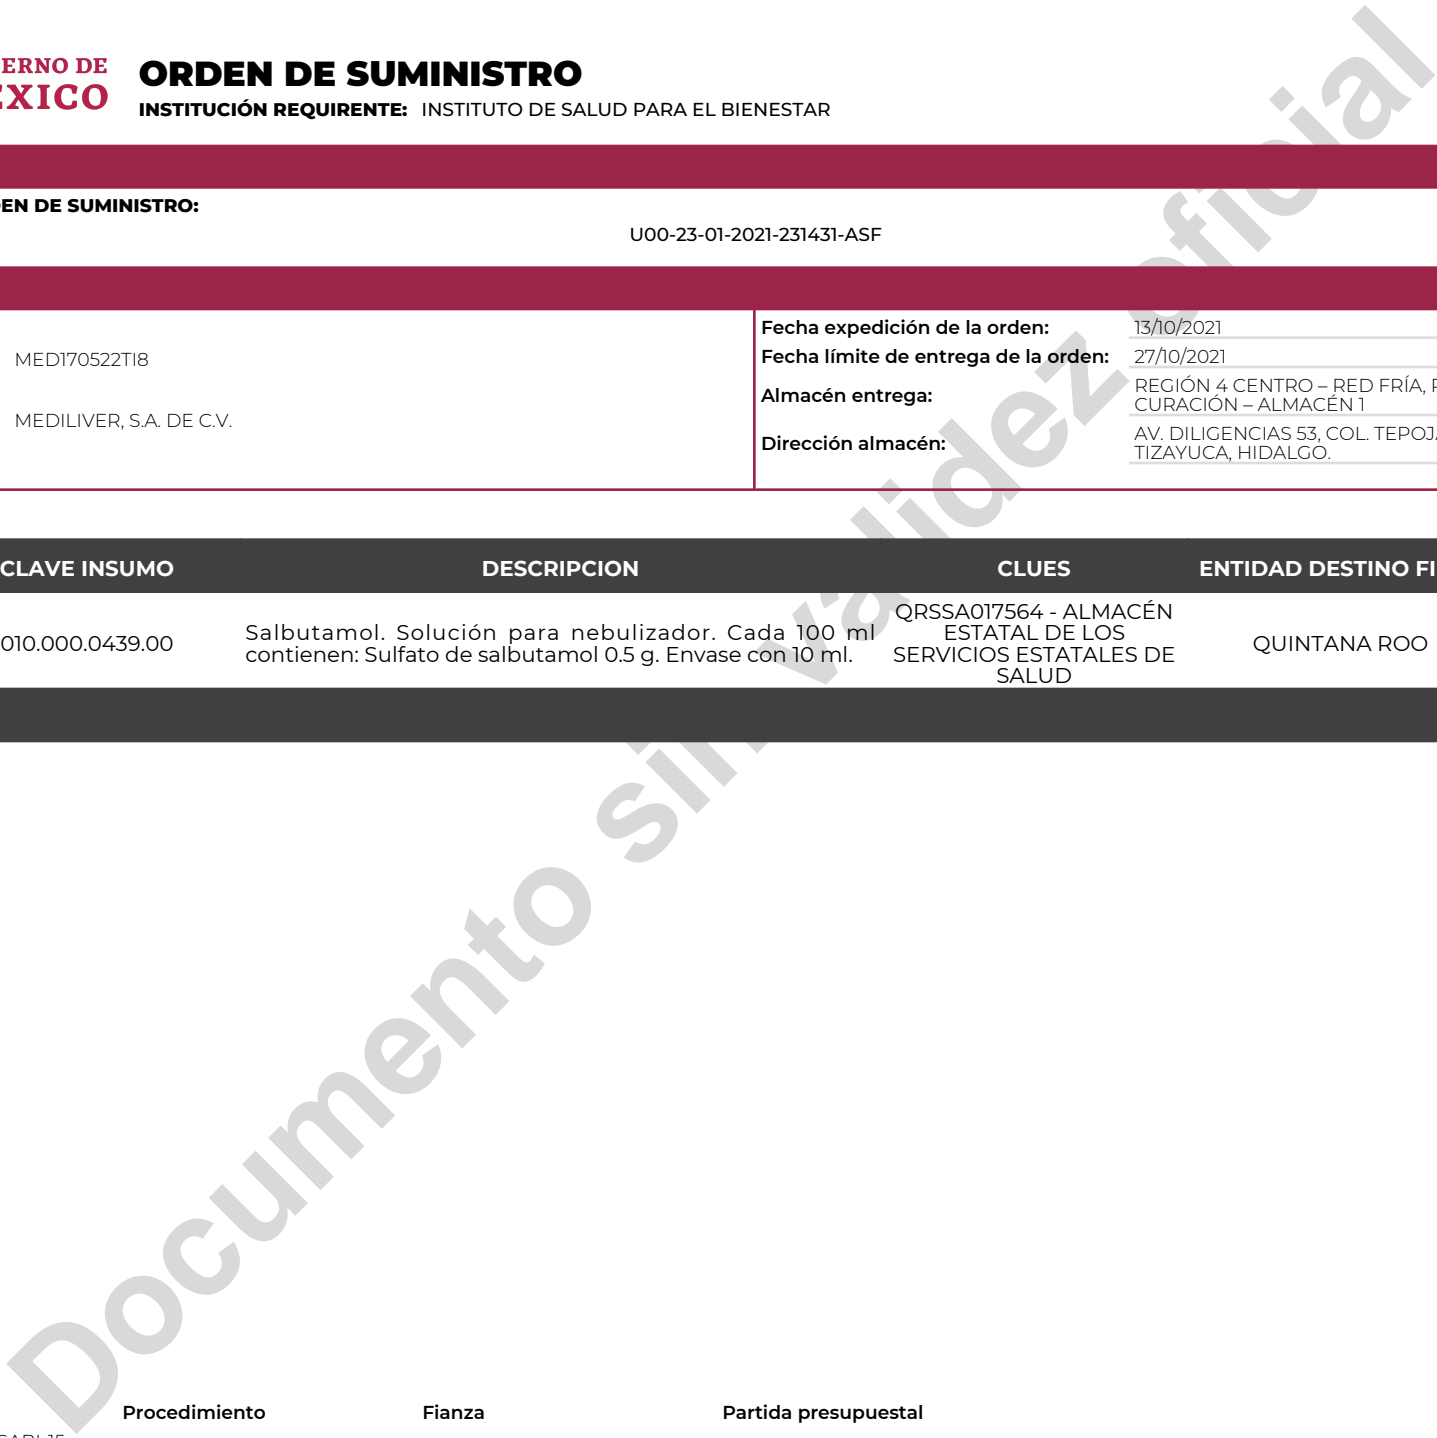 ERNO DE
EXICO
ORDEN DE SUMINISTRO
INSTITUCIÓN REQUIRENTE: INSTITUTO DE SALUD PARA EL BIENESTAR
EN DE SUMINISTRO:
U00-23-01-2021-231431-ASF
MED170522TI8
MEDILIVER, S.A. DE C.V.
Fecha expedición de la orden: 13/10/2021
Fecha límite de entrega de la orden: 27/10/2021
Almacén entrega: REGIÓN 4 CENTRO – RED FRÍA,
CURACIÓN – ALMACÉN 1
Dirección almacén: AV. DILIGENCIAS 53, COL. TEPOJA
TIZAYUCA, HIDALGO.
CLAVE INSUMO DESCRIPCION CLUES ENTIDAD DESTINO FI
010.000.0439.00
Salbutamol. Solución para nebulizador. Cada 100 ml
contienen: Sulfato de salbutamol 0.5 g. Envase con 10 ml.
QRSSA017564 - ALMACÉN
ESTATAL DE LOS
SERVICIOS ESTATALES DE
SALUD
QUINTANA ROO
Documento sin validez oficial
Procedimiento Fianza Partida presupuestal